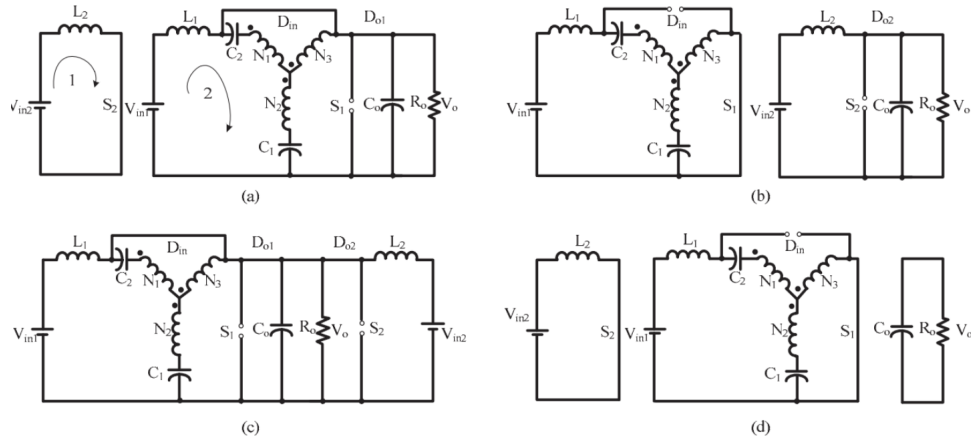 L2
1
Vin2
S2
L1
Din
Do1
C2
N1
N3
2
Vin1
N2
S1
Co
Ro
Vo
C1
(a)
L1
Din
C2
N1
N3
Vin1
N2
C1
S1
L2
Do2
Vin2
S2
Co
Ro
Vo
(b)
L1
Din
Do1
Do2
L2
C2
N1
N3
Vin1
N2
S1
Co
Ro
Vo
S2
Vin2
C1
(c)
L2
Vin2
S2
L1
Din
C2
N1
N3
Vin1
N2
S1
C1
Co
Ro
Vo
(d)